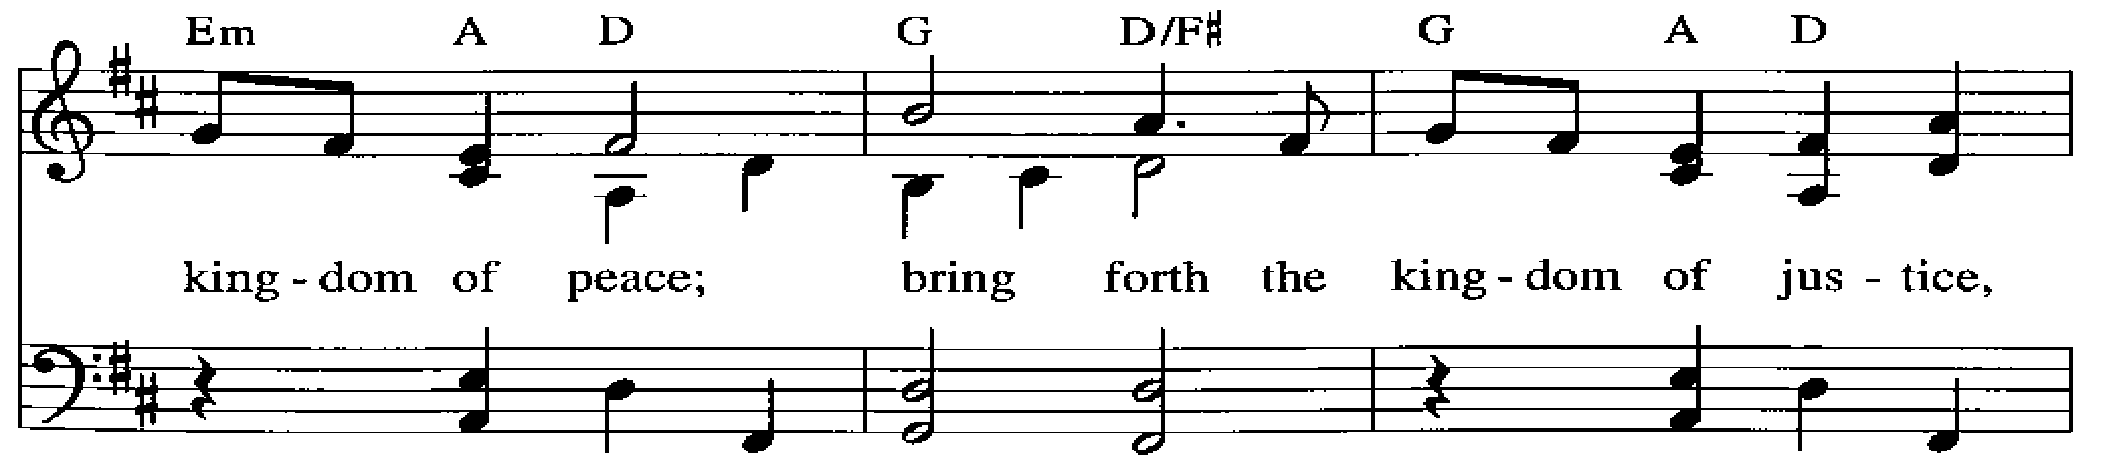 Em A D G D/F♯ G A D
king - dom of peace; bring forth the king - dom of jus - tice,